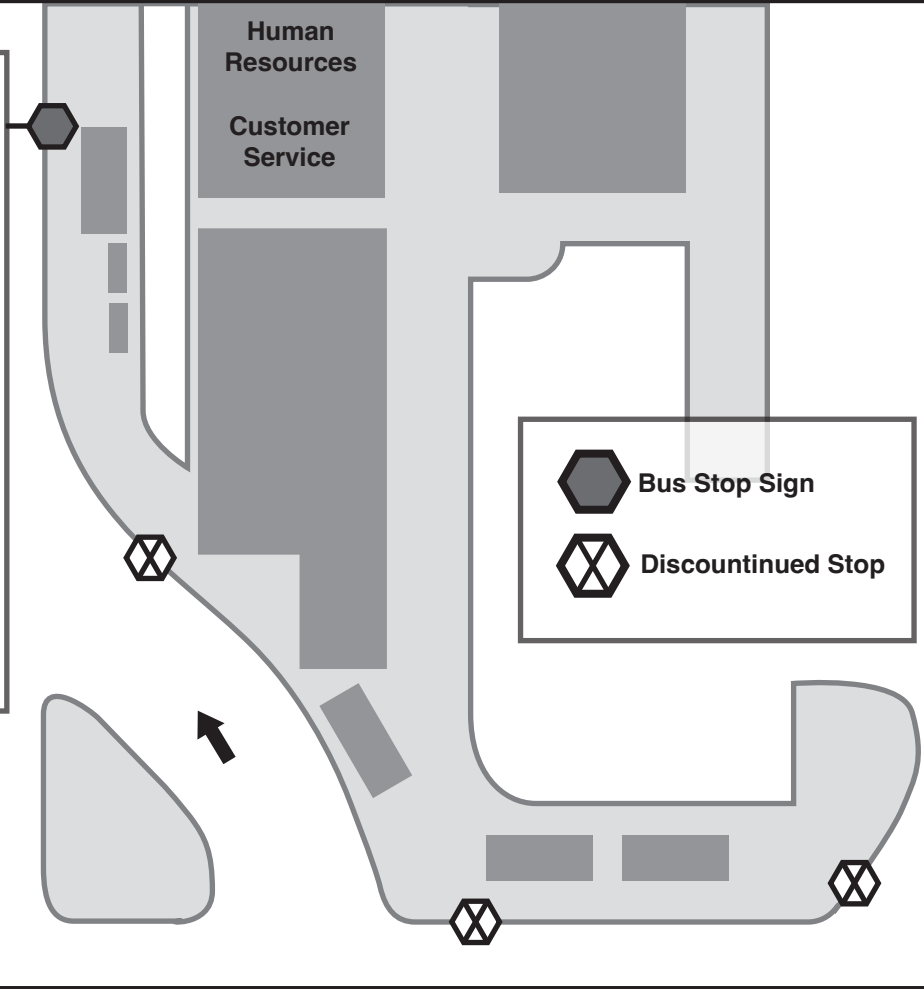 Human
Resources
Customer
Service
Bus Stop Sign
Discountinued Stop